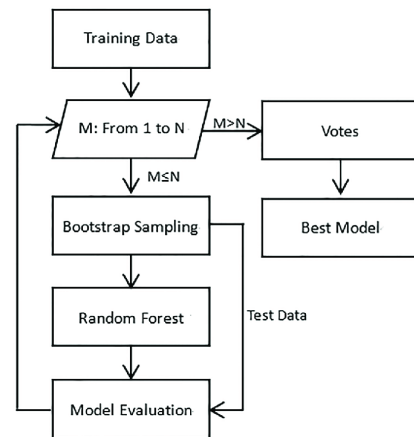 Training Data
M: From 1 to N
M>N
Votes
M≤N
Bootstrap Sampling
Best Model
Random Forest
Test Data
Model Evaluation